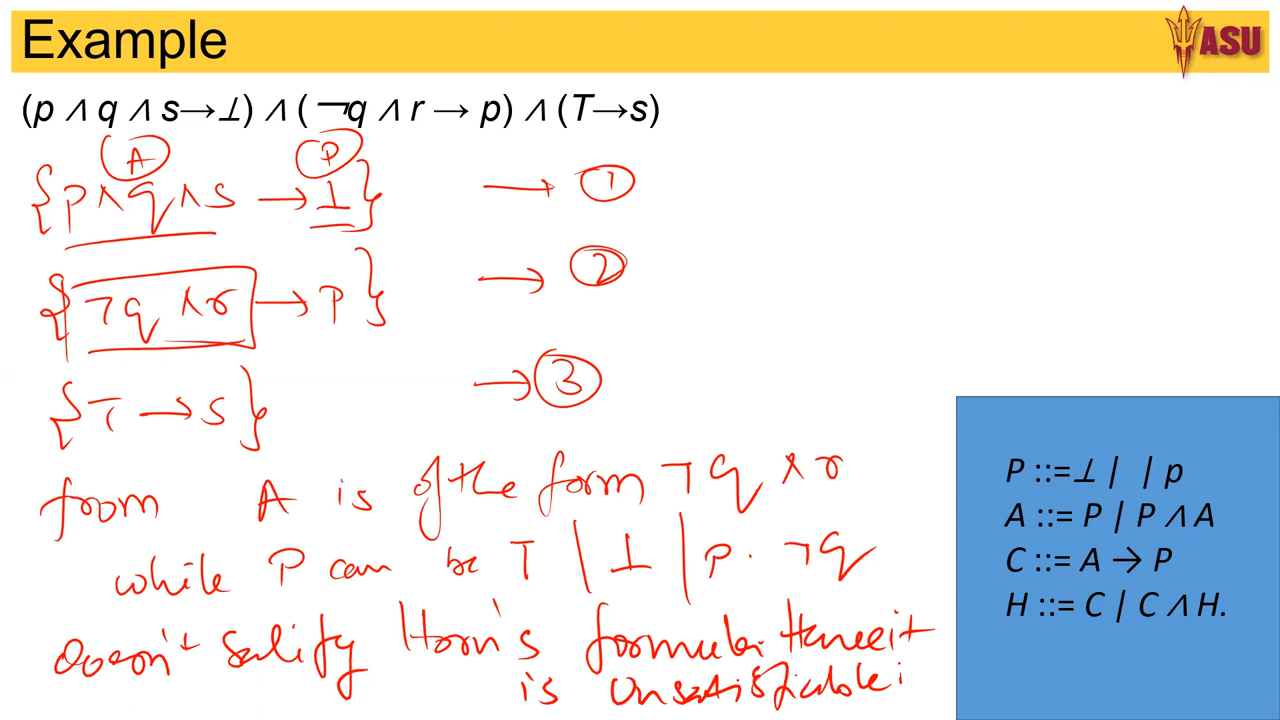 Example
ASU
(p ∧ q ∧ s→⊥) ∧ (¬q ∧ r → p) ∧ (T→s)
A P
{p∧q∧s → ⊥} → 1
{¬q ∧r → P} → 2
{T → S} → 3
from A is of the form ¬q ∧ r
while P can be T | ⊥ | p. ¬q
doesn't satisfy Horn's formula. Hence it
is unsatisfiable.
P ::=⊥ | | p
A ::= P | P ∧ A
C ::= A → P
H ::= C | C ∧ H.